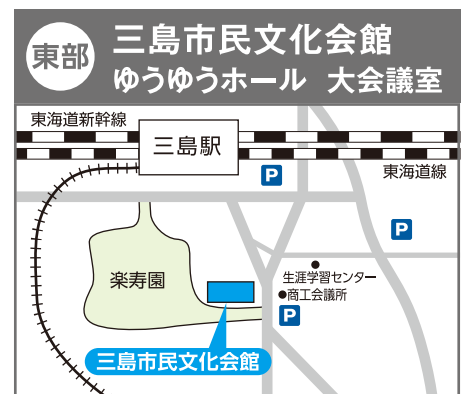 東部
三島市民文化会館
ゆうゆうホール 大会議室
東海道新幹線
三島駅
東海道線
P
P
楽寿園
生涯学習センター
商工会議所
P
三島市民文化会館